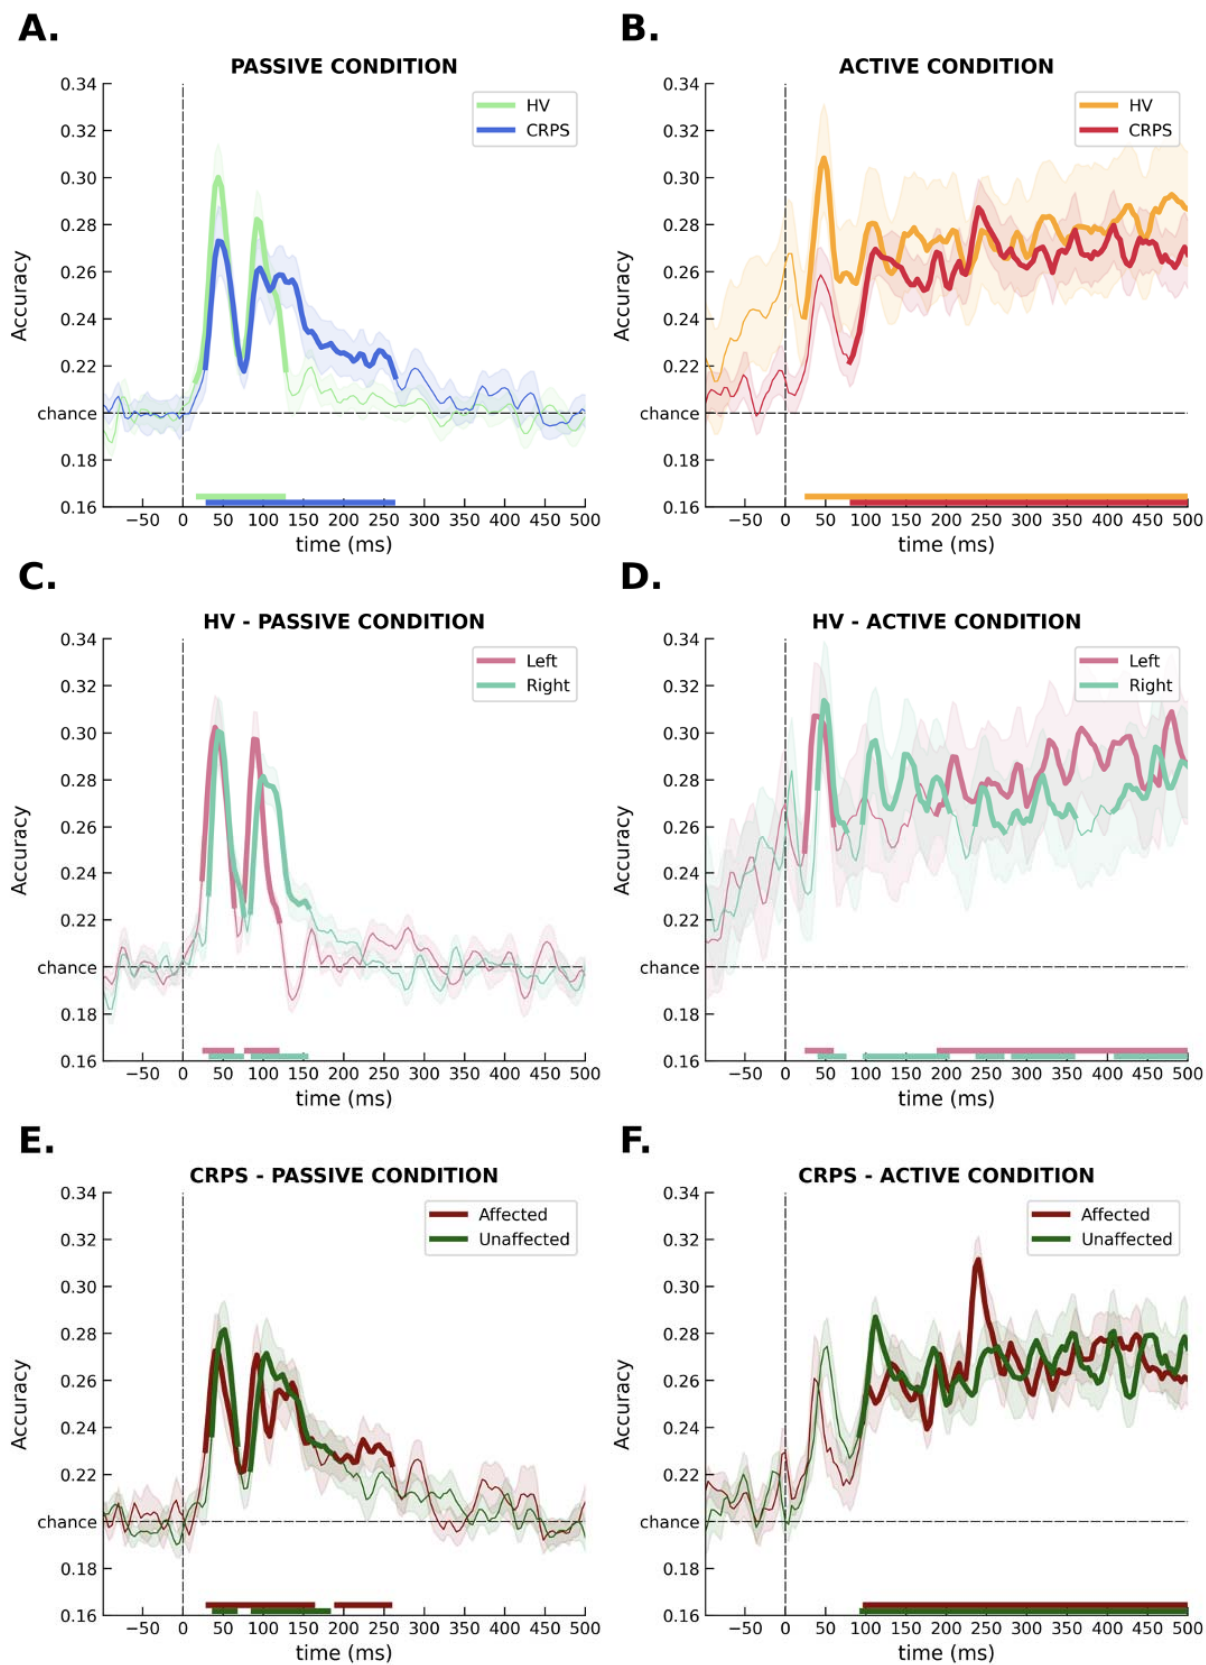 A.
PASSIVE CONDITION
0.34
0.32
0.30
0.28
0.26
0.24
0.22
chance
0.18
0.16
Accuracy
HV
CRPS
−50 0 50 100 150 200 250 300 350 400 450 500
time (ms)
B.
ACTIVE CONDITION
0.34
0.32
0.30
0.28
0.26
0.24
0.22
chance
0.18
0.16
Accuracy
HV
CRPS
−50 0 50 100 150 200 250 300 350 400 450 500
time (ms)
C.
HV - PASSIVE CONDITION
0.34
0.32
0.30
0.28
0.26
0.24
0.22
chance
0.18
0.16
Accuracy
Left
Right
−50 0 50 100 150 200 250 300 350 400 450 500
time (ms)
D.
HV - ACTIVE CONDITION
0.34
0.32
0.30
0.28
0.26
0.24
0.22
chance
0.18
0.16
Accuracy
Left
Right
−50 0 50 100 150 200 250 300 350 400 450 500
time (ms)
E.
CRPS - PASSIVE CONDITION
0.34
0.32
0.30
0.28
0.26
0.24
0.22
chance
0.18
0.16
Accuracy
Affected
Unaffected
−50 0 50 100 150 200 250 300 350 400 450 500
time (ms)
F.
CRPS - ACTIVE CONDITION
0.34
0.32
0.30
0.28
0.26
0.24
0.22
chance
0.18
0.16
Accuracy
Affected
Unaffected
−50 0 50 100 150 200 250 300 350 400 450 500
time (ms)